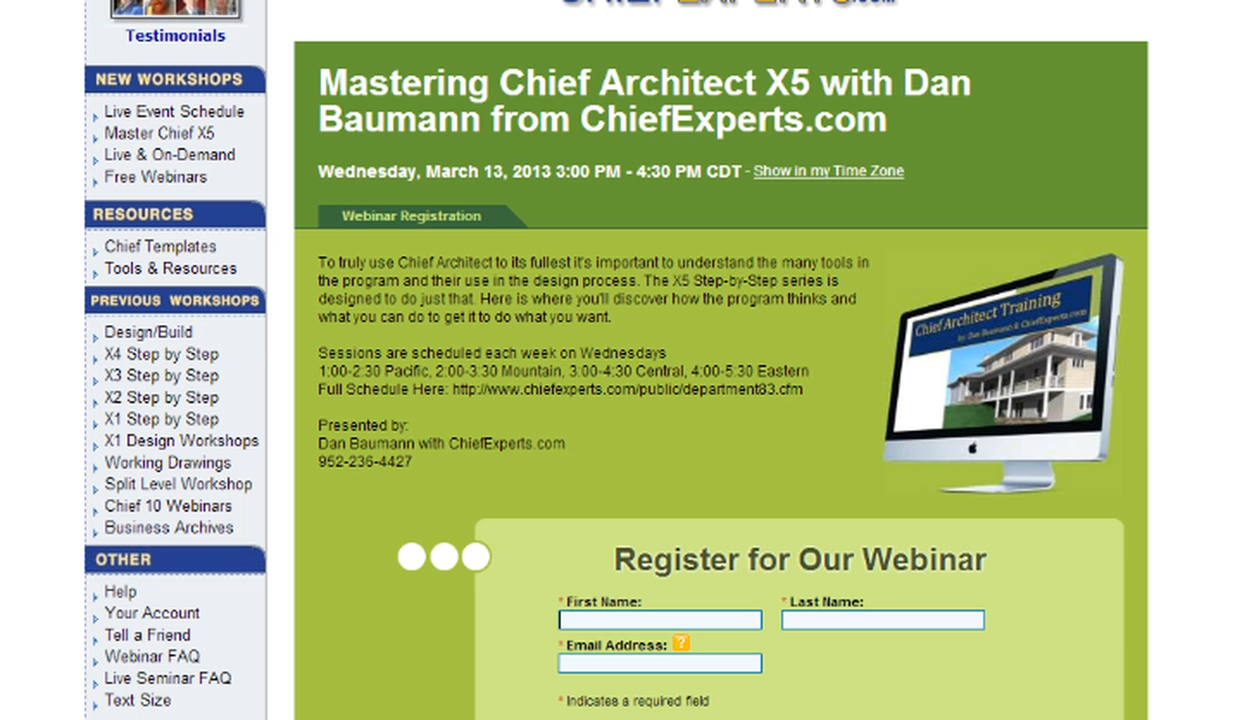 Testimonials
NEW WORKSHOPS
Live Event Schedule
Master Chief X5
Live & On-Demand
Free Webinars
RESOURCES
Chief Templates
Tools & Resources
PREVIOUS WORKSHOPS
Design/Build
X4 Step by Step
X3 Step by Step
X2 Step by Step
X1 Step by Step
X1 Design Workshops
Working Drawings
Split Level Workshop
Chief 10 Webinars
Business Archives
OTHER
Help
Your Account
Tell a Friend
Webinar FAQ
Live Seminar FAQ
Text Size
Mastering Chief Architect X5 with Dan
Baumann from ChiefExperts.com
Wednesday, March 13, 2013 3:00 PM - 4:30 PM CDT - Show in my Time Zone
Webinar Registration
To truly use Chief Architect to its fullest it's important to understand the many tools in
the program and their use in the design process. The X5 Step-by-Step series is
designed to do just that. Here is where you'll discover how the program thinks and
what you can do to get it to do what you want.
Sessions are scheduled each week on Wednesdays
1:00-2:30 Pacific, 2:00-3:30 Mountain, 3:00-4:30 Central, 4:00-5:30 Eastern
Full Schedule Here: http://www.chiefexperts.com/public/department83.cfm
Presented by:
Dan Baumann with ChiefExperts.com
952-236-4427
Chief Architect Training
by: Dan Baumann & ChiefExperts.com
Register for Our Webinar
* First Name:
* Last Name:
* Email Address: ?
* Indicates a required field